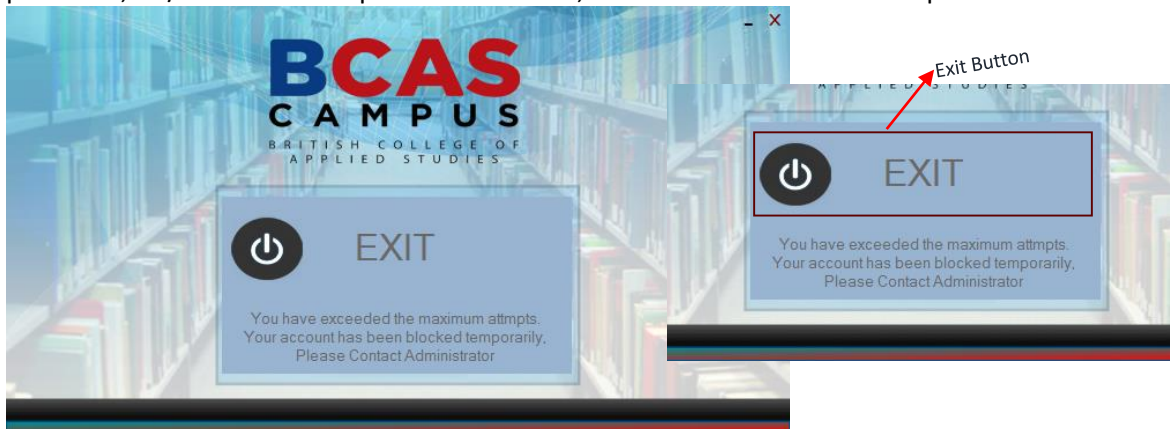 BCAS
CAMPUS
BRITISH COLLEGE OF
APPLIED STUDIES
EXIT
You have exceeded the maximum attmpts.
Your account has been blocked temporarily,
Please Contact Administrator
Exit Button
APPLIED STUDIES
EXIT
You have exceeded the maximum attmpts.
Your account has been blocked temporarily,
Please Contact Administrator